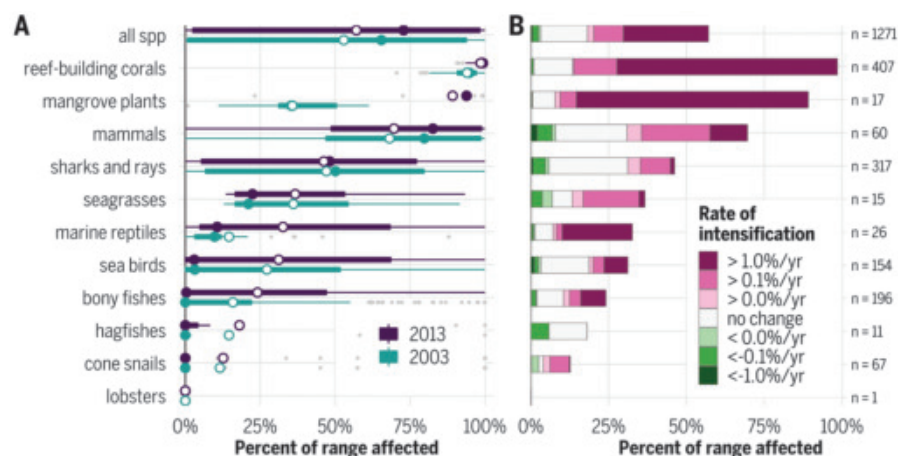 A
B
all spp
reef-building corals
mangrove plants
mammals
sharks and rays
seagrasses
marine reptiles
sea birds
bony fishes
hagfishes
cone snails
lobsters
2013
2003
0% 25% 50% 75% 100%
Percent of range affected
n = 1271
n = 407
n = 17
n = 60
n = 317
n = 15
n = 26
n = 154
n = 196
n = 11
n = 67
n = 1
Rate of
intensification
> 1.0%/yr
> 0.1%/yr
> 0.0%/yr
no change
< 0.0%/yr
<-0.1%/yr
<-1.0%/yr
0% 25% 50% 75% 100%
Percent of range affected